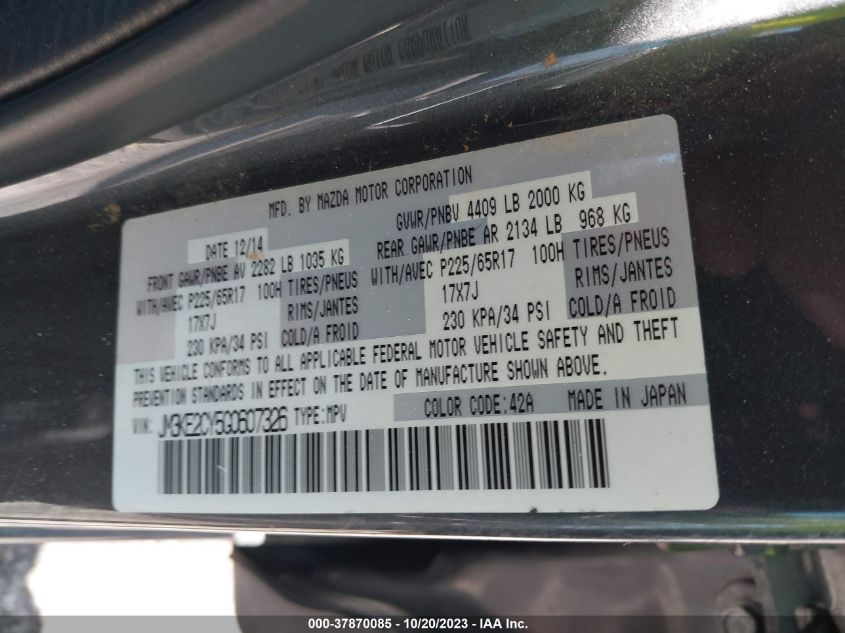 MFD. BY MAZDA MOTOR CORPORATION
DATE 12/14
GVWR/PNBV 4409 LB 2000 KG
FRONT GAWR/PNBE AV 2282 LB 1035 KG
REAR GAWR/PNBE AR 2134 LB 968 KG
WITH/AVEC P225/65R17 100H TIRES/PNEUS
WITH/AVEC P225/65R17 100H TIRES/PNEUS
17X7J RIMS/JANTES
17X7J RIMS/JANTES
230 KPA/34 PSI COLD/A FROID
230 KPA/34 PSI COLD/A FROID
THIS VEHICLE CONFORMS TO ALL APPLICABLE FEDERAL MOTOR VEHICLE SAFETY AND THEFT
PREVENTION STANDARDS IN EFFECT ON THE DATE OF MANUFACTURE SHOWN ABOVE.
VIN: JM3KE2CY5G0607326 TYPE:MPV
COLOR CODE:42A MADE IN JAPAN
000-37870085 - 10/20/2023 - IAA Inc.